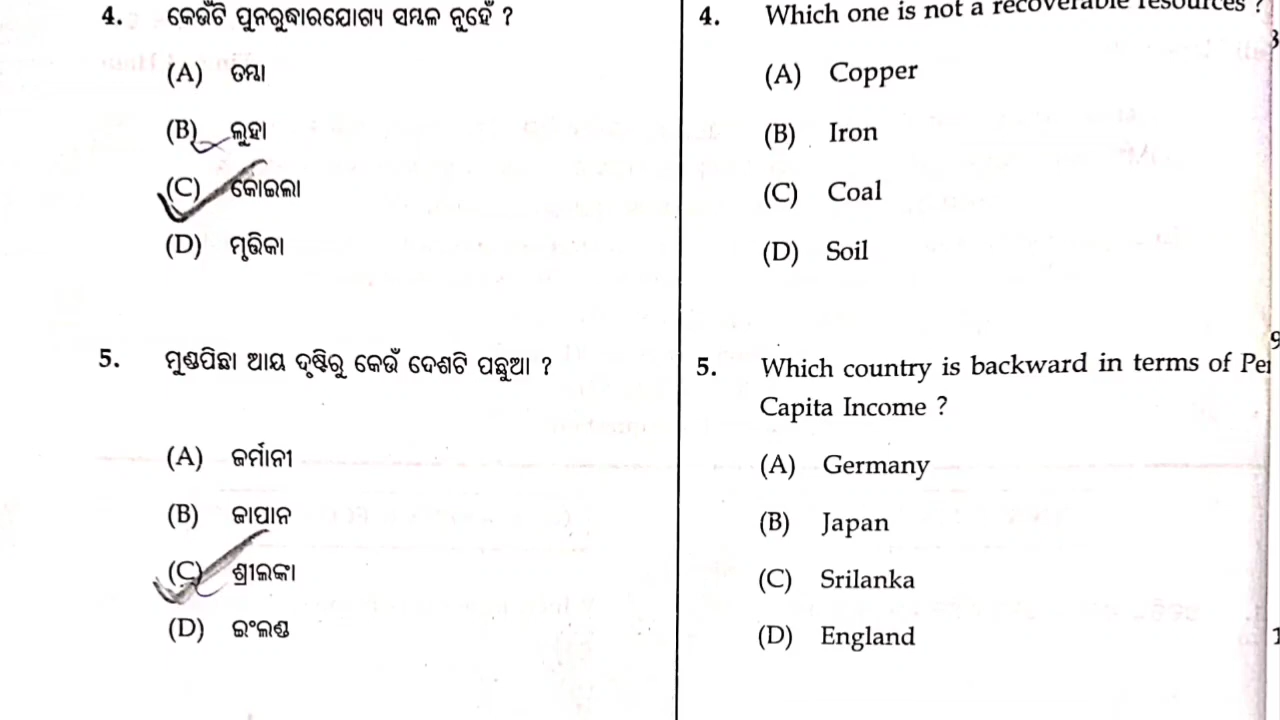 4. କେଉଁଟି ପୁନରୁଦ୍ଧାରଯୋଗ୍ୟ ସମ୍ବଳ ନୁହେଁ ?
(A) ତମ୍ବା
(B) ଲୁହା
(C) କୋଇଲା
(D) ମୃତ୍ତିକା
5. ମୁଣ୍ଡପିଛା ଆୟ ଦୃଷ୍ଟିରୁ କେଉଁ ଦେଶଟି ପଛୁଆ ?
(A) ଜର୍ମାନୀ
(B) ଜାପାନ
(C) ଶ୍ରୀଲଙ୍କା
(D) ଇଂଲଣ୍ଡ
4. Which one is not a recoverable resources ?
(A) Copper
(B) Iron
(C) Coal
(D) Soil
5. Which country is backward in terms of Per
Capita Income ?
(A) Germany
(B) Japan
(C) Srilanka
(D) England